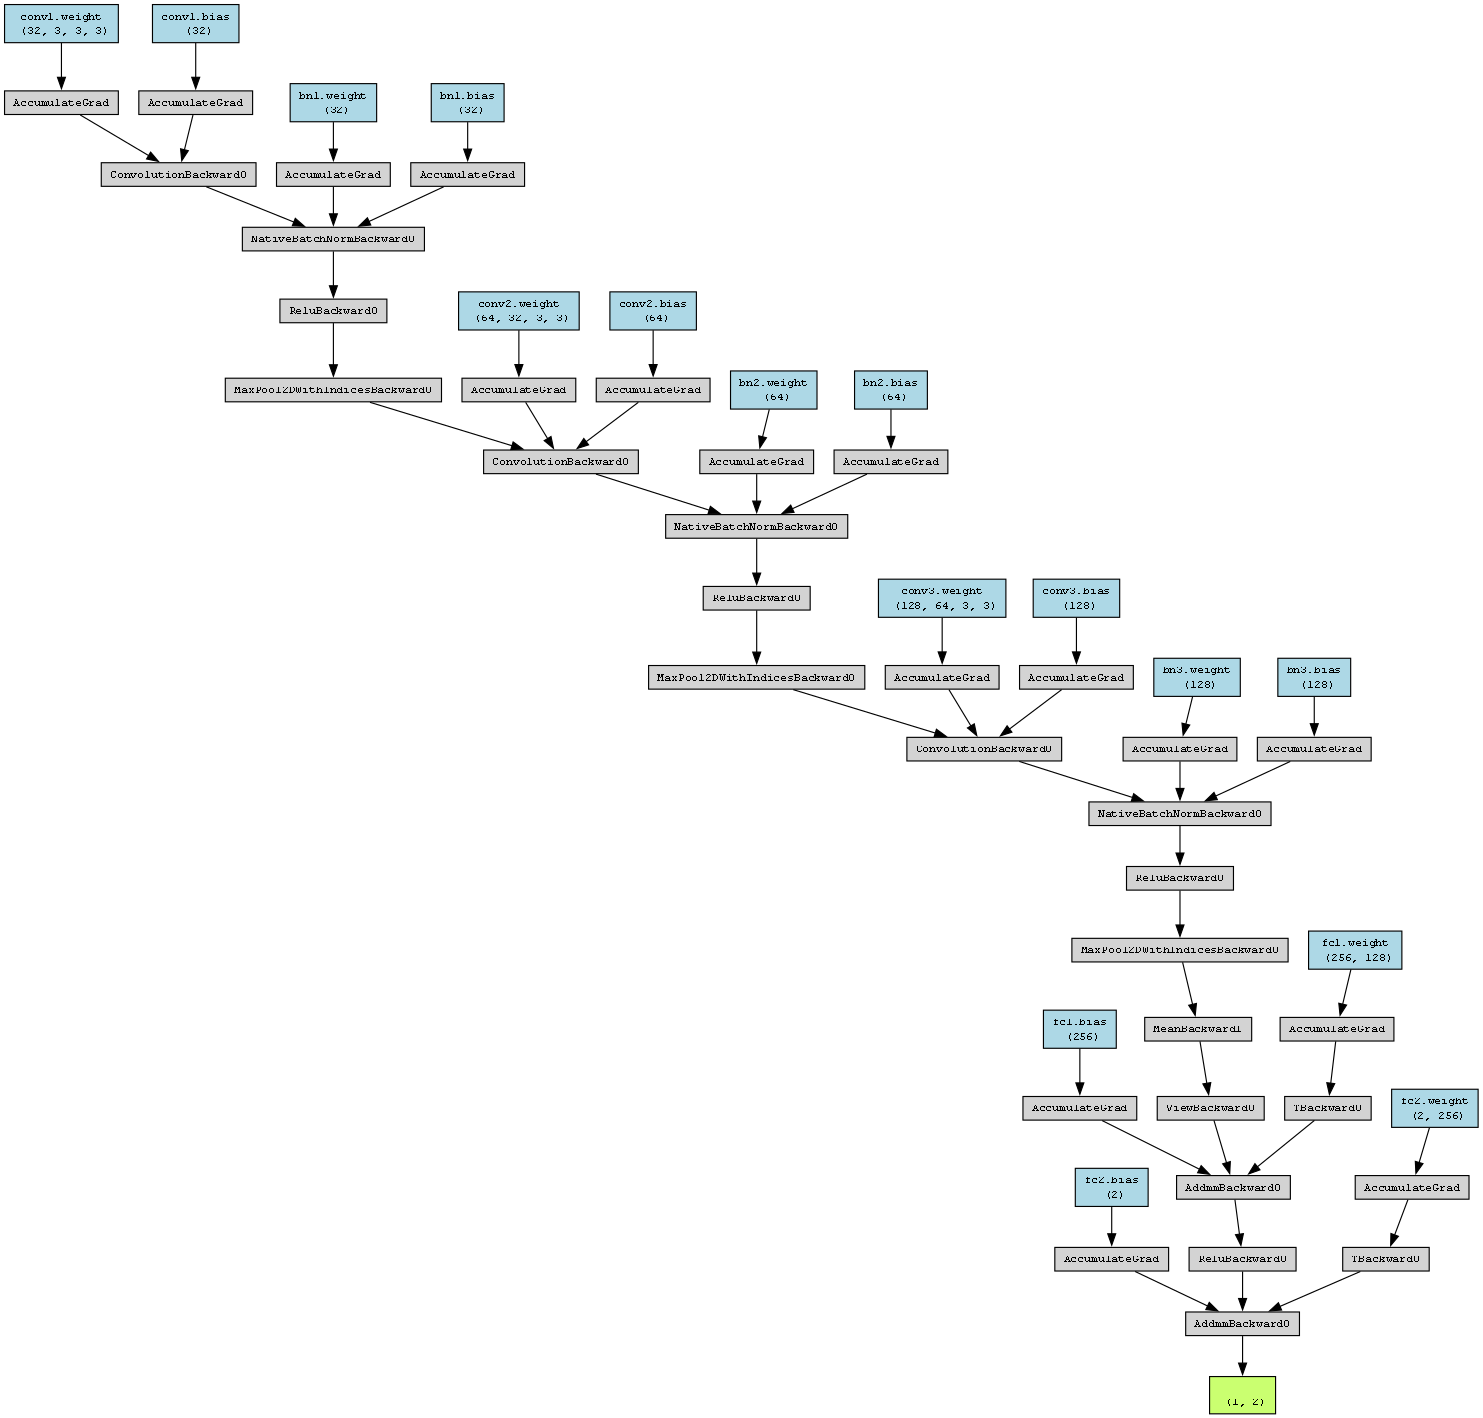 conv1.weight
(32, 3, 3, 3)
conv1.bias
(32)
AccumulateGrad
AccumulateGrad
bn1.weight
(32)
bn1.bias
(32)
ConvolutionBackward0
AccumulateGrad
AccumulateGrad
NativeBatchNormBackward0
ReluBackward0
conv2.weight
(64, 32, 3, 3)
conv2.bias
(64)
MaxPool2DWithIndicesBackward0
AccumulateGrad
AccumulateGrad
bn2.weight
(64)
bn2.bias
(64)
ConvolutionBackward0
AccumulateGrad
AccumulateGrad
NativeBatchNormBackward0
ReluBackward0
conv3.weight
(128, 64, 3, 3)
conv3.bias
(128)
MaxPool2DWithIndicesBackward0
AccumulateGrad
AccumulateGrad
bn3.weight
(128)
bn3.bias
(128)
ConvolutionBackward0
AccumulateGrad
AccumulateGrad
NativeBatchNormBackward0
ReluBackward0
MaxPool2DWithIndicesBackward0
fc1.weight
(256, 128)
fc1.bias
(256)
MeanBackward1
AccumulateGrad
AccumulateGrad
ViewBackward0
TBackward0
fc2.weight
(2, 256)
fc2.bias
(2)
AddmmBackward0
AccumulateGrad
AccumulateGrad
ReluBackward0
TBackward0
AddmmBackward0
(1, 2)